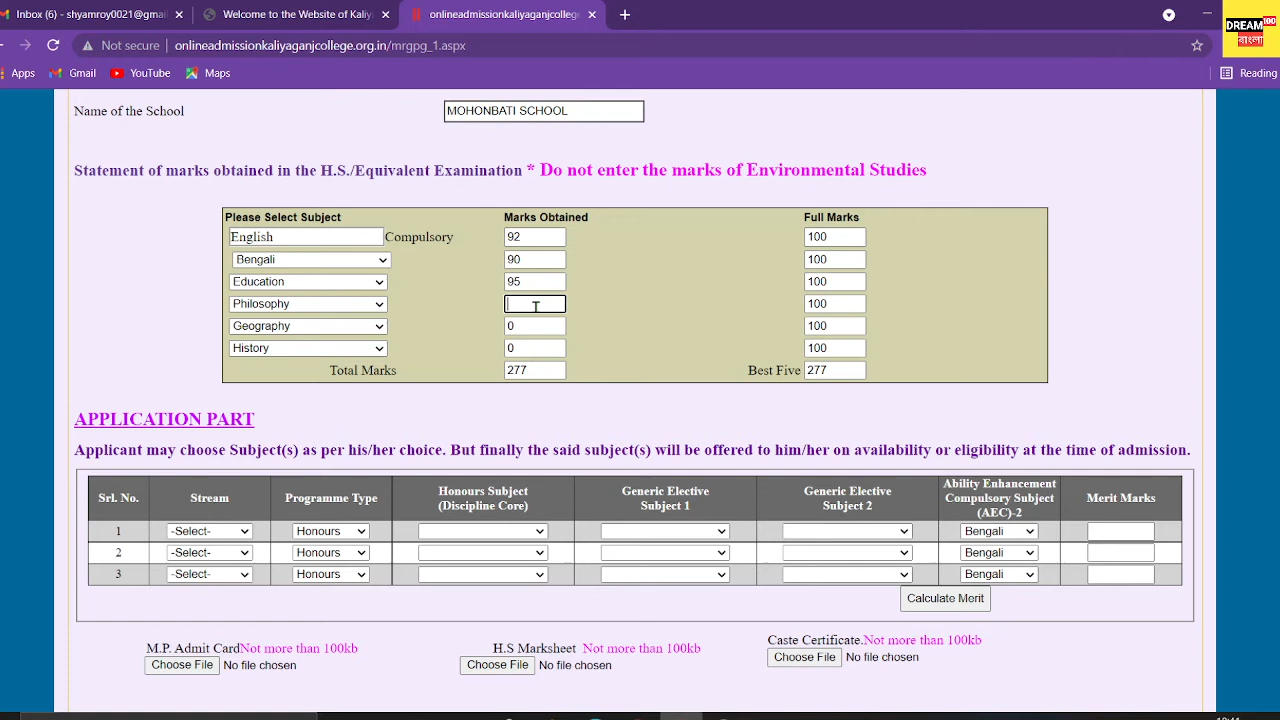 Inbox (6) - shyamroy0021@gmai
Welcome to the Website of Kaliy
onlineadmissionkaliyaganjcollege
DREAM100
বাংলা
Not secure
onlineadmissionkaliyaganjcollege.org.in/mrgpg_1.aspx
Apps
Gmail
YouTube
Maps
Reading
Name of the School
MOHONBATI SCHOOL
Statement of marks obtained in the H.S./Equivalent Examination * Do not enter the marks of Environmental Studies
Please Select Subject Marks Obtained Full Marks
English Compulsory 92 100
Bengali 90 100
Education 95 100
Philosophy 100
Geography 0 100
History 0 100
Total Marks 277 Best Five 277
APPLICATION PART
Applicant may choose Subject(s) as per his/her choice. But finally the said subject(s) will be offered to him/her on availability or eligibility at the time of admission.
Srl. No.
Stream
Programme Type
Honours Subject
(Discipline Core)
Generic Elective
Subject 1
Generic Elective
Subject 2
Ability Enhancement
Compulsory Subject
(AEC)-2
Merit Marks
1 -Select- Honours Bengali
2 -Select- Honours Bengali
3 -Select- Honours Bengali
Calculate Merit
M.P. Admit CardNot more than 100kb
Choose File No file chosen
H.S Marksheet Not more than 100kb
Choose File No file chosen
Caste Certificate.Not more than 100kb
Choose File No file chosen